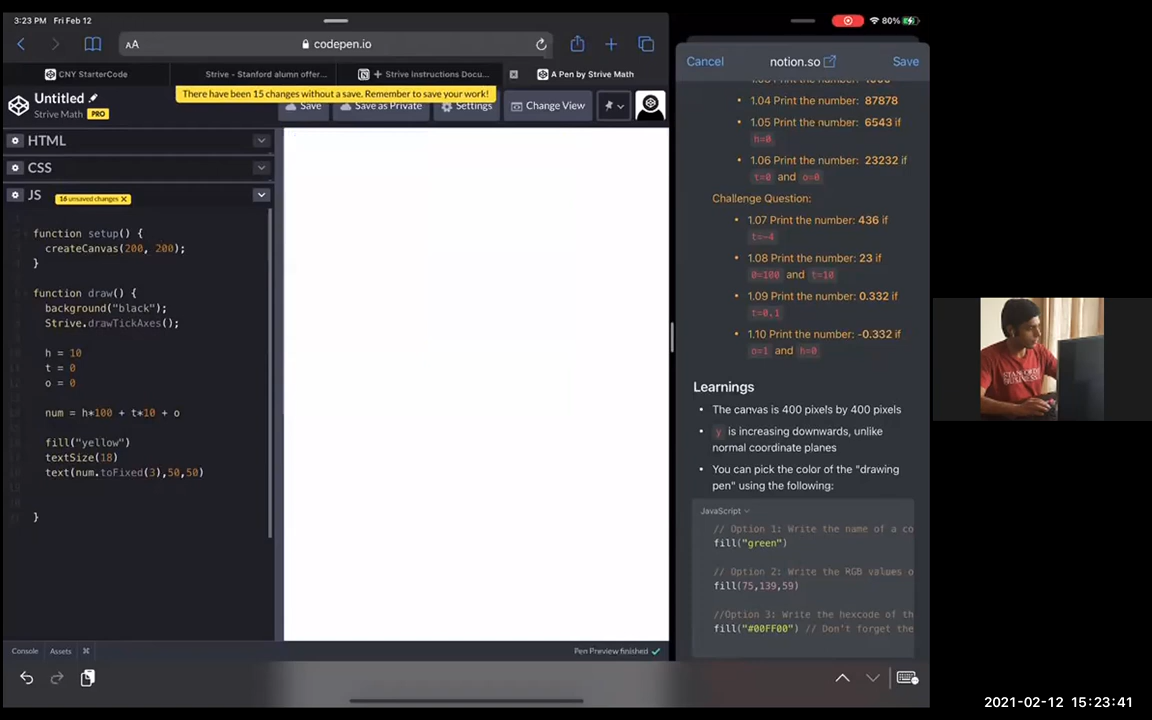 3:23 PM Fri Feb 12
80%
AA
codepen.io
CNY StarterCode
Strive - Stanford alumn offer...
+ Strive Instructions Docu...
A Pen by Strive Math
Untitled
Strive Math PRO
There have been 15 changes without a save. Remember to save your work!
Save
Save as Private
Settings
Change View
HTML
CSS
JS
16 unsaved changes X
function setup() {
createCanvas(200, 200);
}
function draw() {
background("black");
Strive.drawTickAxes();
h = 10
t = 0
o = 0
num = h*100 + t*10 + o
fill("yellow")
textSize(18)
text(num.toFixed(3),50,50)
}
Console
Assets
⌘
Pen Preview finished
Cancel
notion.so
Save
1.04 Print the number: 87878
1.05 Print the number: 6543 if
h=0
1.06 Print the number: 23232 if
t=0 and o=0
Challenge Question:
1.07 Print the number: 436 if
t=-4
1.08 Print the number: 23 if
0=100 and t=10
1.09 Print the number: 0.332 if
t=0.1
1.10 Print the number: -0.332 if
o=1 and h=0
Learnings
The canvas is 400 pixels by 400 pixels
y is increasing downwards, unlike
normal coordinate planes
You can pick the color of the "drawing
pen" using the following:
JavaScript
// Option 1: Write the name of a co
fill("green")
// Option 2: Write the RGB values o
fill(75,139,59)
//Option 3: Write the hexcode of th
fill("#00FF00") // Don't forget the
STANFORD
BUSINESS
2021-02-12 15:23:41